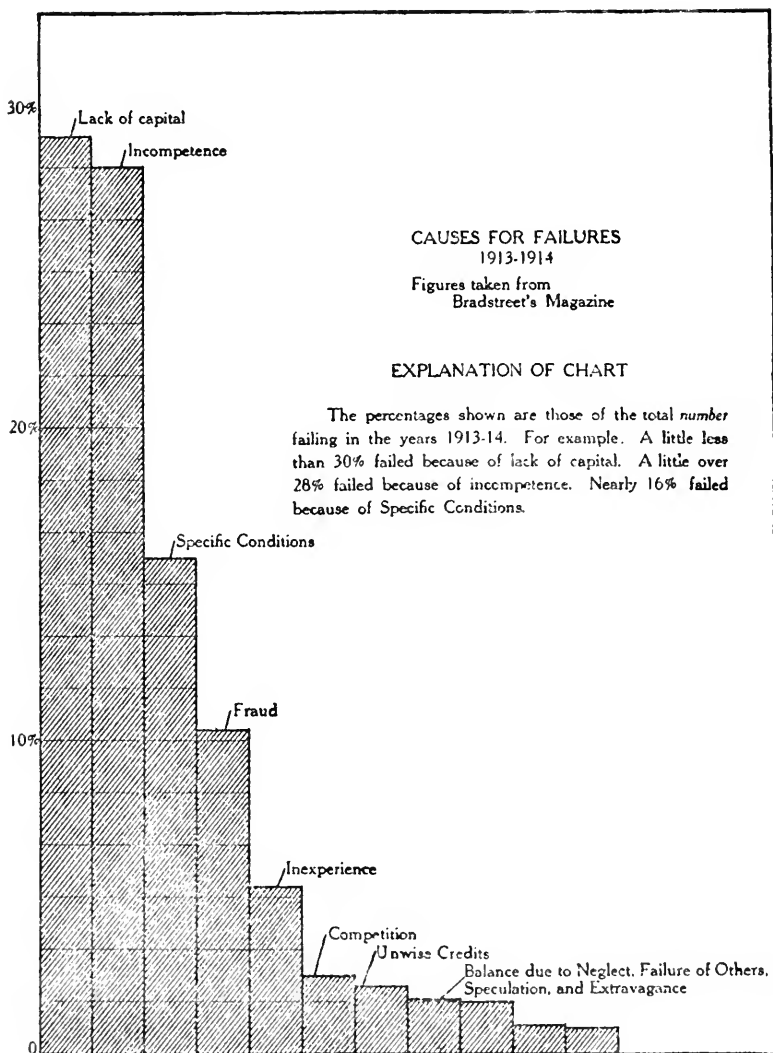 30%
Lack of capital
Incompetence
CAUSES FOR FAILURES
1913-1914
Figures taken from
Bradstreet's Magazine
EXPLANATION OF CHART
The percentages shown are those of the total number
failing in the years 1913-14. For example. A little less
than 30% failed because of lack of capital. A little over
28% failed because of incompetence. Nearly 16% failed
because of Specific Conditions.
20%
Specific Conditions
Fraud
10%
Inexperience
Competition
Unwise Credits
Balance due to Neglect, Failure of Others,
Speculation, and Extravagance
0